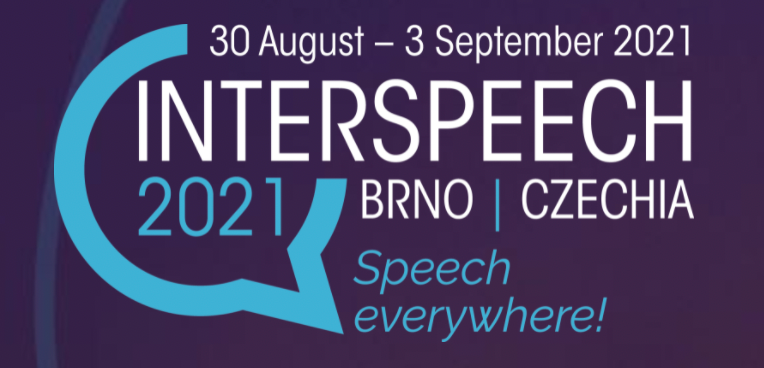 30 August – 3 September 2021
INTERSPEECH
2021 BRNO | CZECHIA
Speech
everywhere!